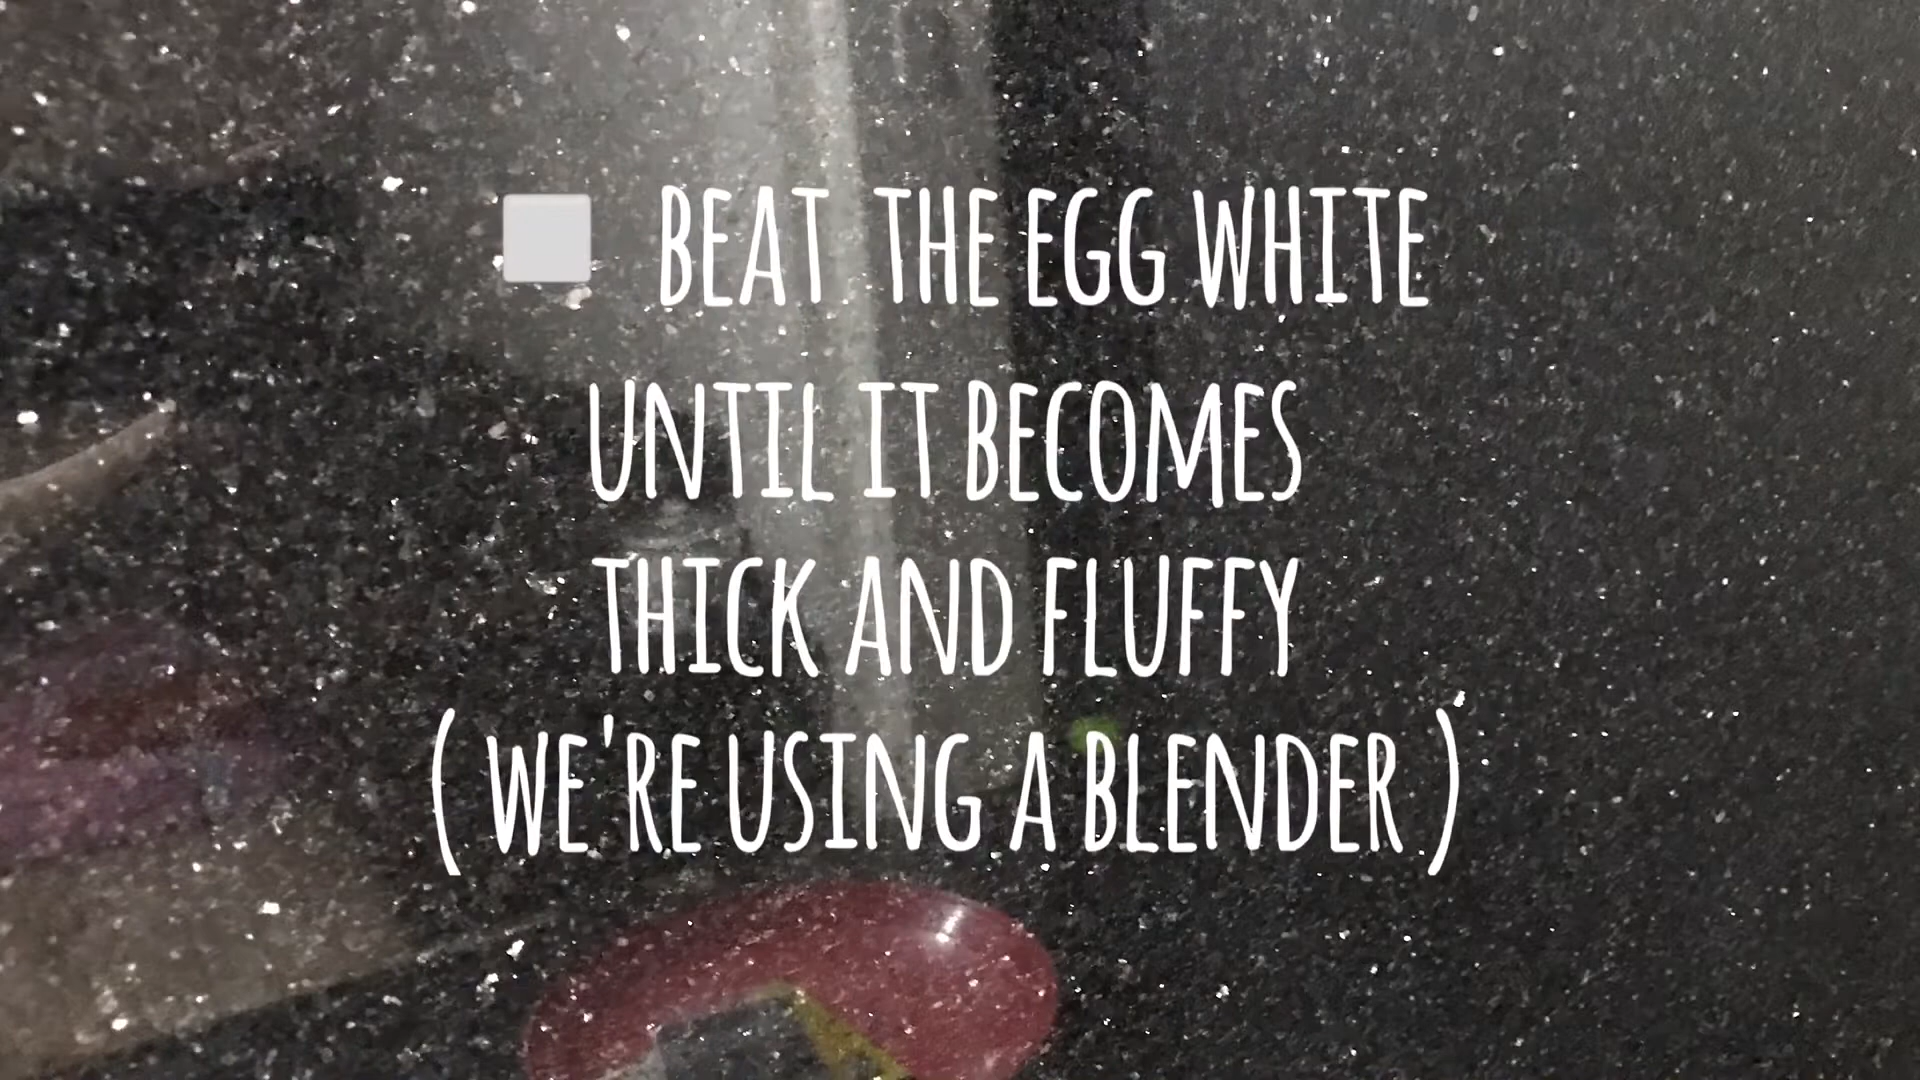 ◻ BEAT THE EGG WHITE
UNTIL IT BECOMES
THICK AND FLUFFY
( WE'RE USING A BLENDER )